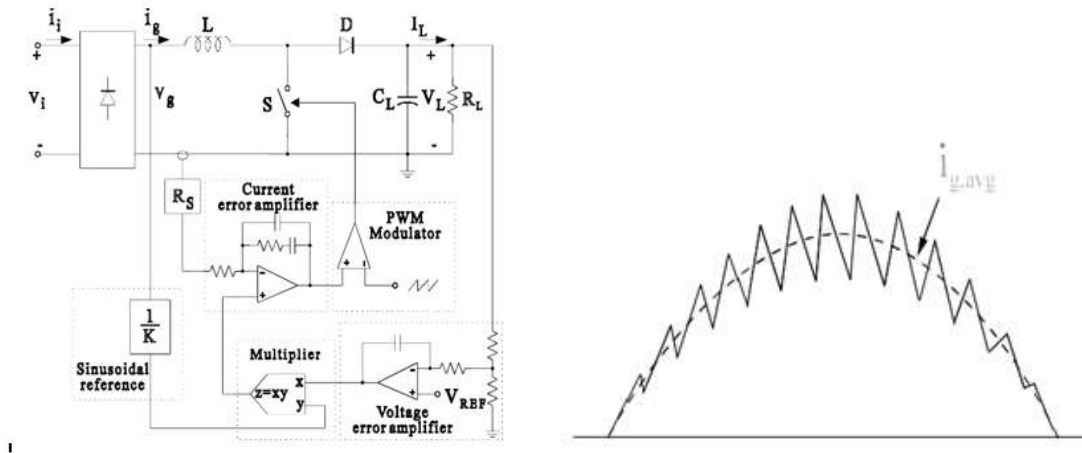 i_i
i_g
L
D
I_L
+
+
+
V_i
V_g
S
C_L
V_L
R_L
-
-
-
R_S
Current
error amplifier
PWM
Modulator
+
-
-
+
1
K
Sinusoidal
reference
Multiplier
z=xy
x
y
-
+
V_REF
Voltage
error amplifier
i_g.avg